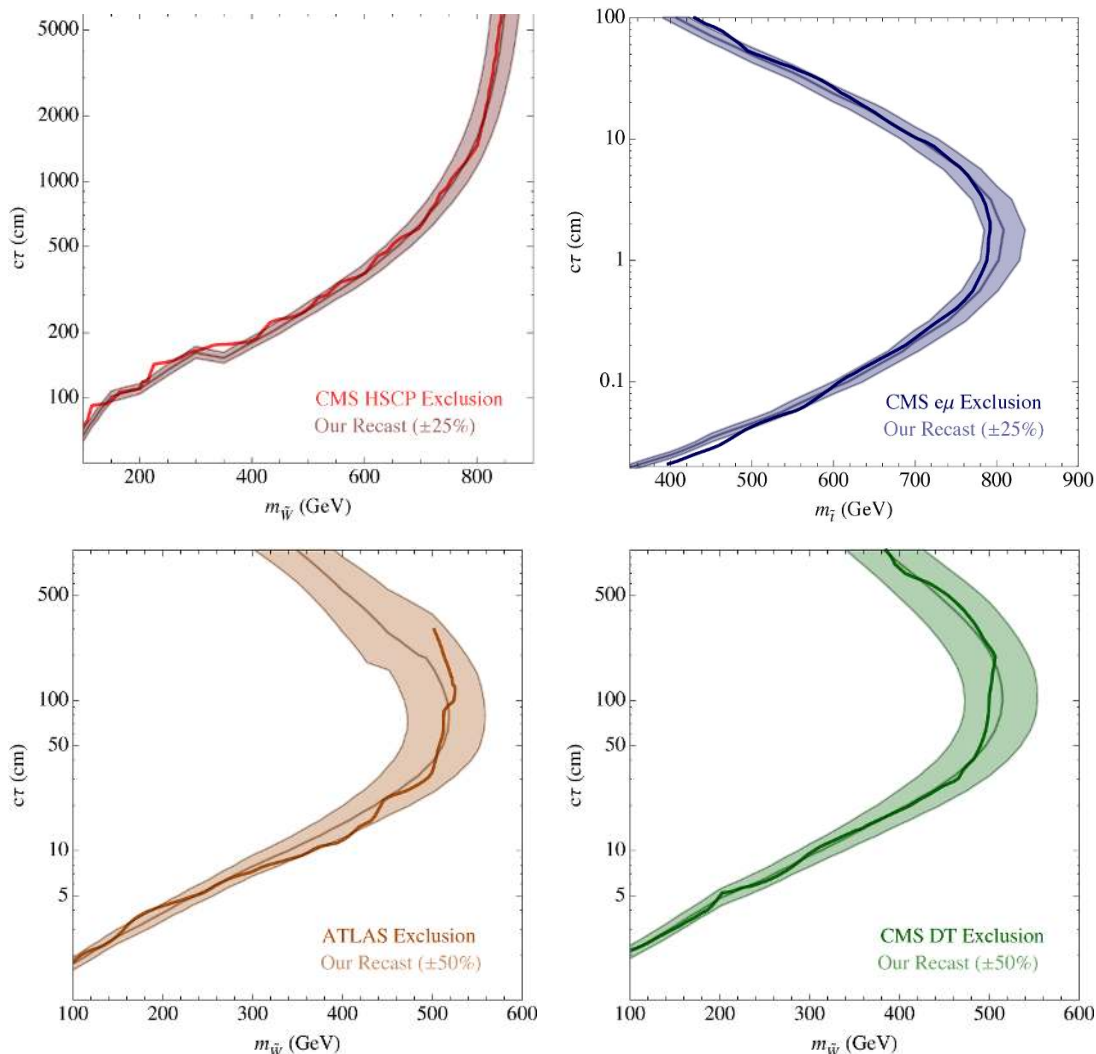 5000
2000
1000
500
200
100
cτ (cm)
CMS HSCP Exclusion
Our Recast (±25%)
200 400 600 800
m_W̃ (GeV)
100
10
1
0.1
cτ (cm)
CMS eμ Exclusion
Our Recast (±25%)
400 500 600 700 800 900
m_t̃ (GeV)
500
100
50
10
5
cτ (cm)
ATLAS Exclusion
Our Recast (±50%)
100 200 300 400 500 600
m_W̃ (GeV)
500
100
50
10
5
cτ (cm)
CMS DT Exclusion
Our Recast (±50%)
100 200 300 400 500 600
m_W̃ (GeV)